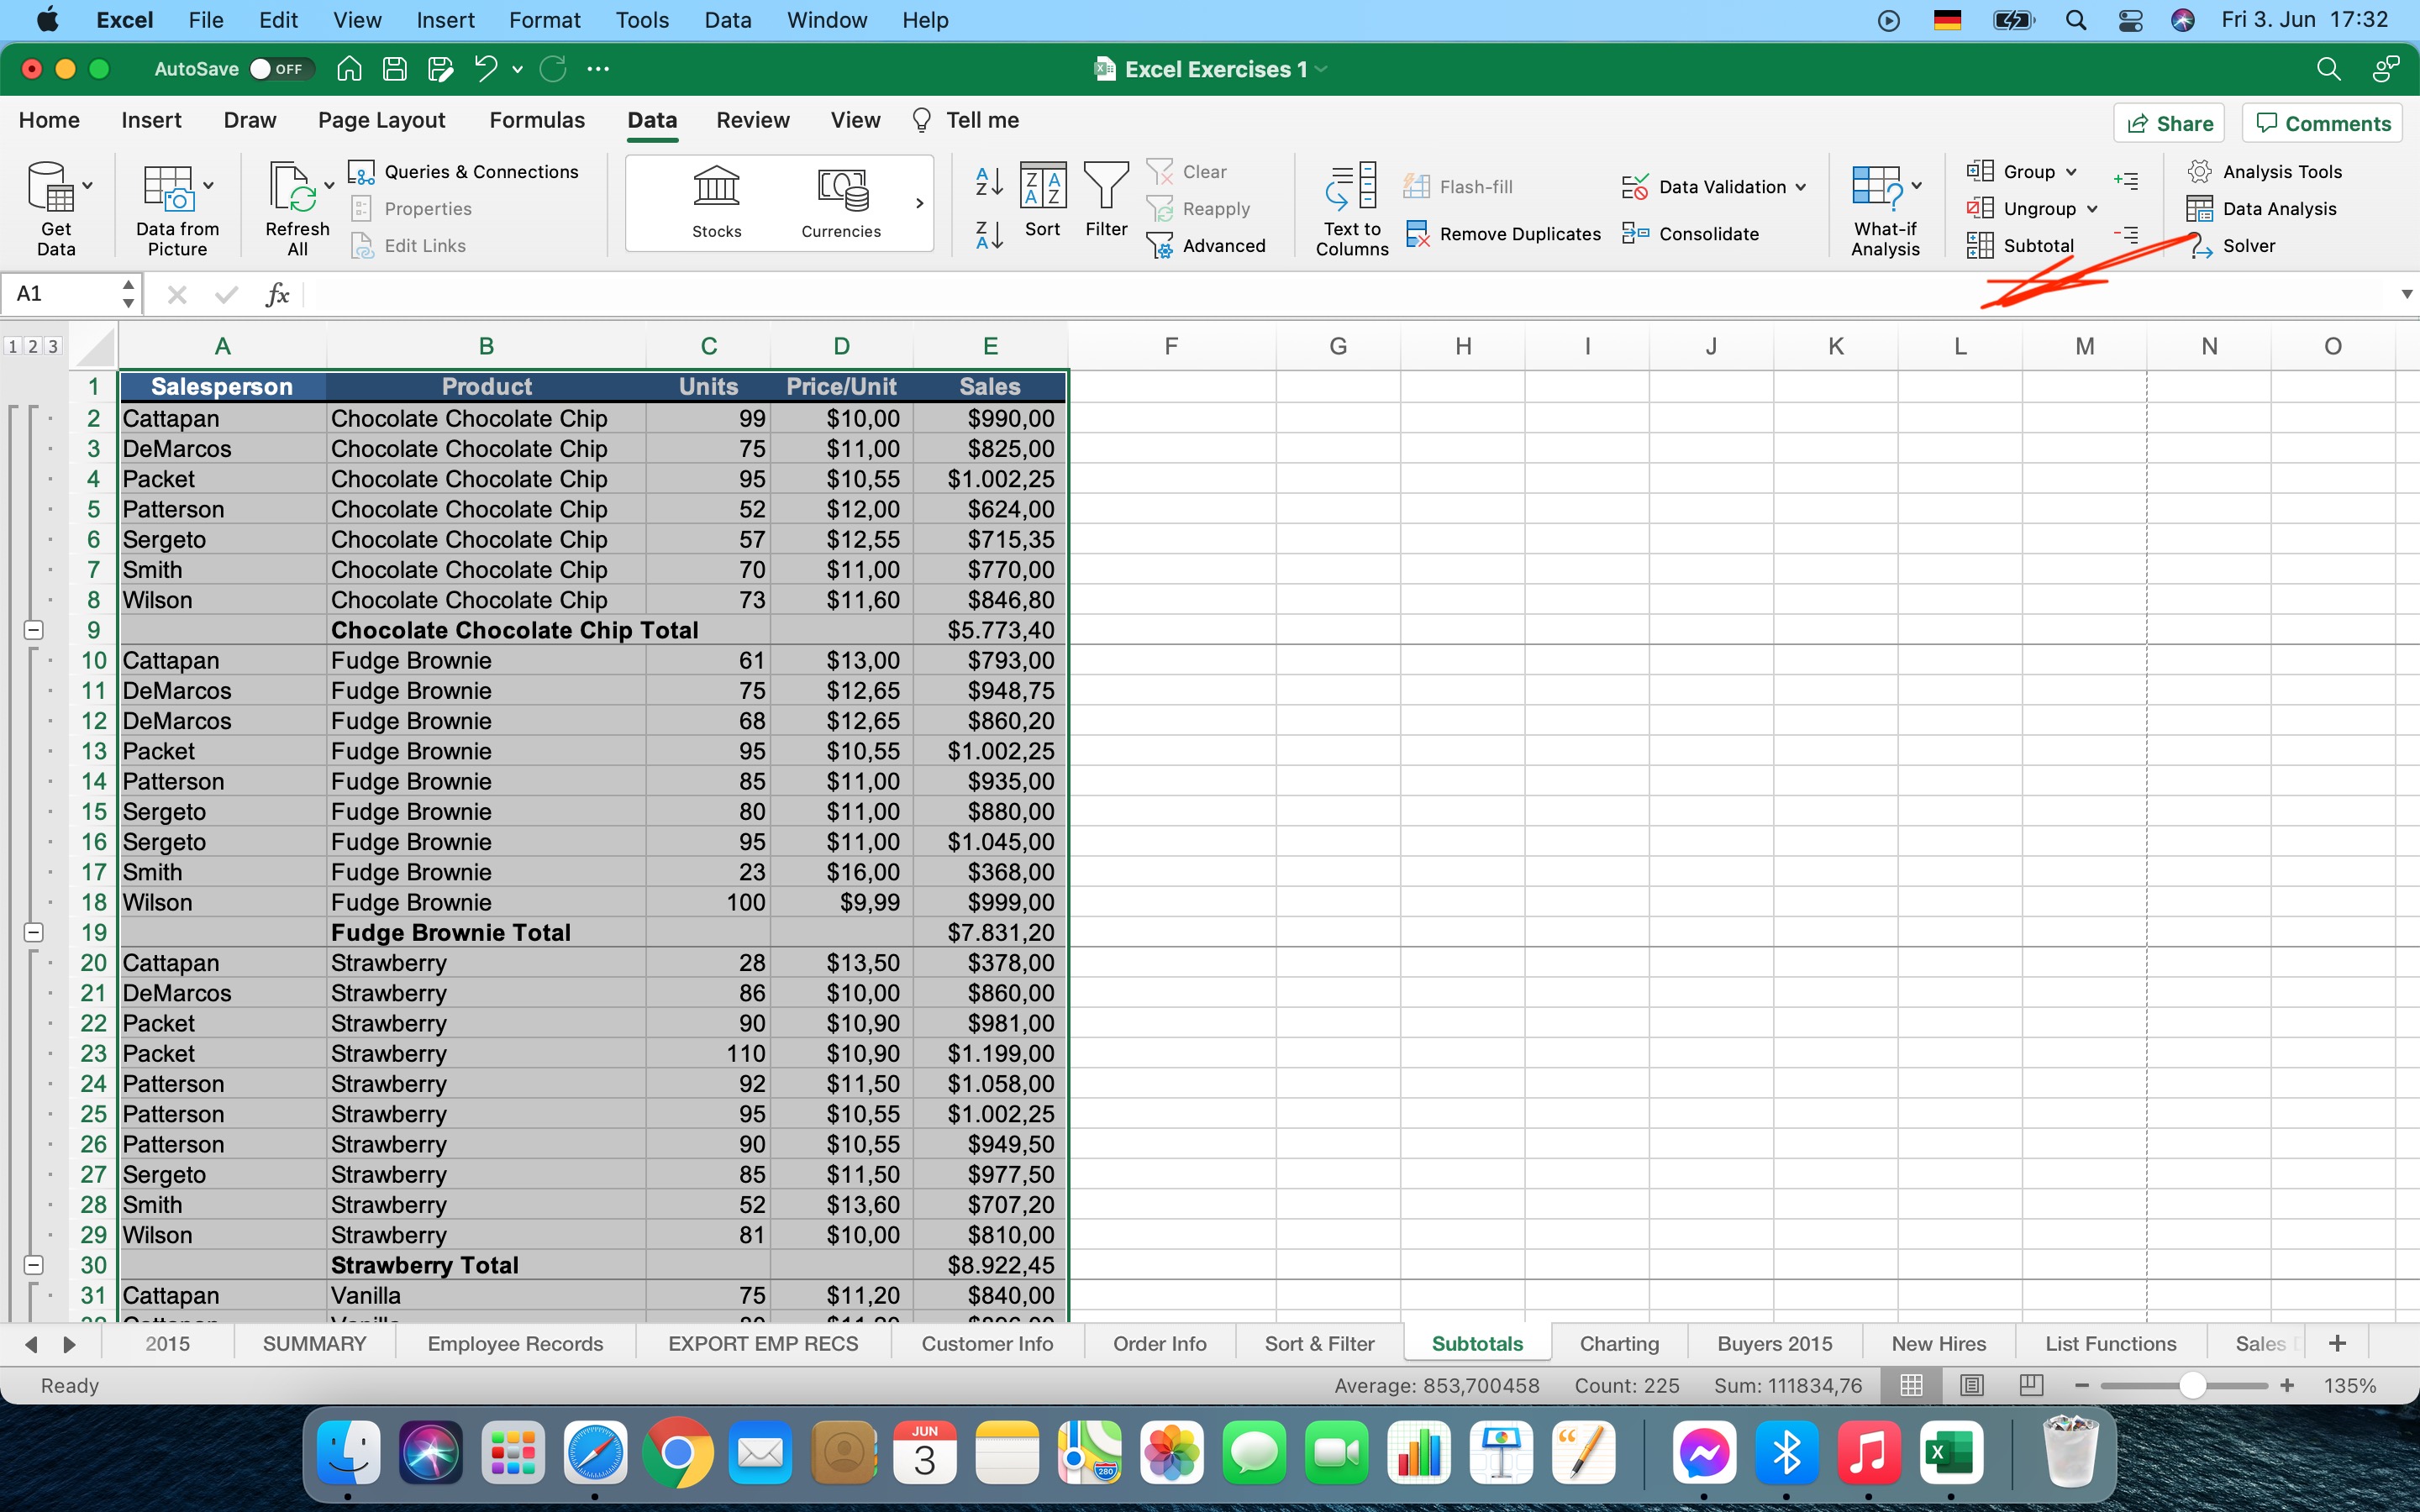 Excel File Edit View Insert Format Tools Data Window Help Fri 3. Jun 17:32
AutoSave OFF Excel Exercises 1
Home Insert Draw Page Layout Formulas Data Review View Tell me Share Comments
Get Data
Data from Picture
Refresh All
Queries & Connections
Properties
Edit Links
Stocks
Currencies
Sort
Filter
Clear
Reapply
Advanced
Text to Columns
Flash-fill
Remove Duplicates
Data Validation
Consolidate
What-if Analysis
Group
Ungroup
Subtotal
Analysis Tools
Data Analysis
Solver
A1 fx
1 2 3 A B C D E F G H I J K L M N O
1 Salesperson Product Units Price/Unit Sales
2 Cattapan Chocolate Chocolate Chip 99 $10,00 $990,00
3 DeMarcos Chocolate Chocolate Chip 75 $11,00 $825,00
4 Packet Chocolate Chocolate Chip 95 $10,55 $1.002,25
5 Patterson Chocolate Chocolate Chip 52 $12,00 $624,00
6 Sergeto Chocolate Chocolate Chip 57 $12,55 $715,35
7 Smith Chocolate Chocolate Chip 70 $11,00 $770,00
8 Wilson Chocolate Chocolate Chip 73 $11,60 $846,80
9 Chocolate Chocolate Chip Total $5.773,40
10 Cattapan Fudge Brownie 61 $13,00 $793,00
11 DeMarcos Fudge Brownie 75 $12,65 $948,75
12 DeMarcos Fudge Brownie 68 $12,65 $860,20
13 Packet Fudge Brownie 95 $10,55 $1.002,25
14 Patterson Fudge Brownie 85 $11,00 $935,00
15 Sergeto Fudge Brownie 80 $11,00 $880,00
16 Sergeto Fudge Brownie 95 $11,00 $1.045,00
17 Smith Fudge Brownie 23 $16,00 $368,00
18 Wilson Fudge Brownie 100 $9,99 $999,00
19 Fudge Brownie Total $7.831,20
20 Cattapan Strawberry 28 $13,50 $378,00
21 DeMarcos Strawberry 86 $10,00 $860,00
22 Packet Strawberry 90 $10,90 $981,00
23 Packet Strawberry 110 $10,90 $1.199,00
24 Patterson Strawberry 92 $11,50 $1.058,00
25 Patterson Strawberry 95 $10,55 $1.002,25
26 Patterson Strawberry 90 $10,55 $949,50
27 Sergeto Strawberry 85 $11,50 $977,50
28 Smith Strawberry 52 $13,60 $707,20
29 Wilson Strawberry 81 $10,00 $810,00
30 Strawberry Total $8.922,45
31 Cattapan Vanilla 75 $11,20 $840,00
2015 SUMMARY Employee Records EXPORT EMP RECS Customer Info Order Info Sort & Filter Subtotals Charting Buyers 2015 New Hires List Functions Sales
Ready Average: 853,700458 Count: 225 Sum: 111834,76 135%
JUN
3
280